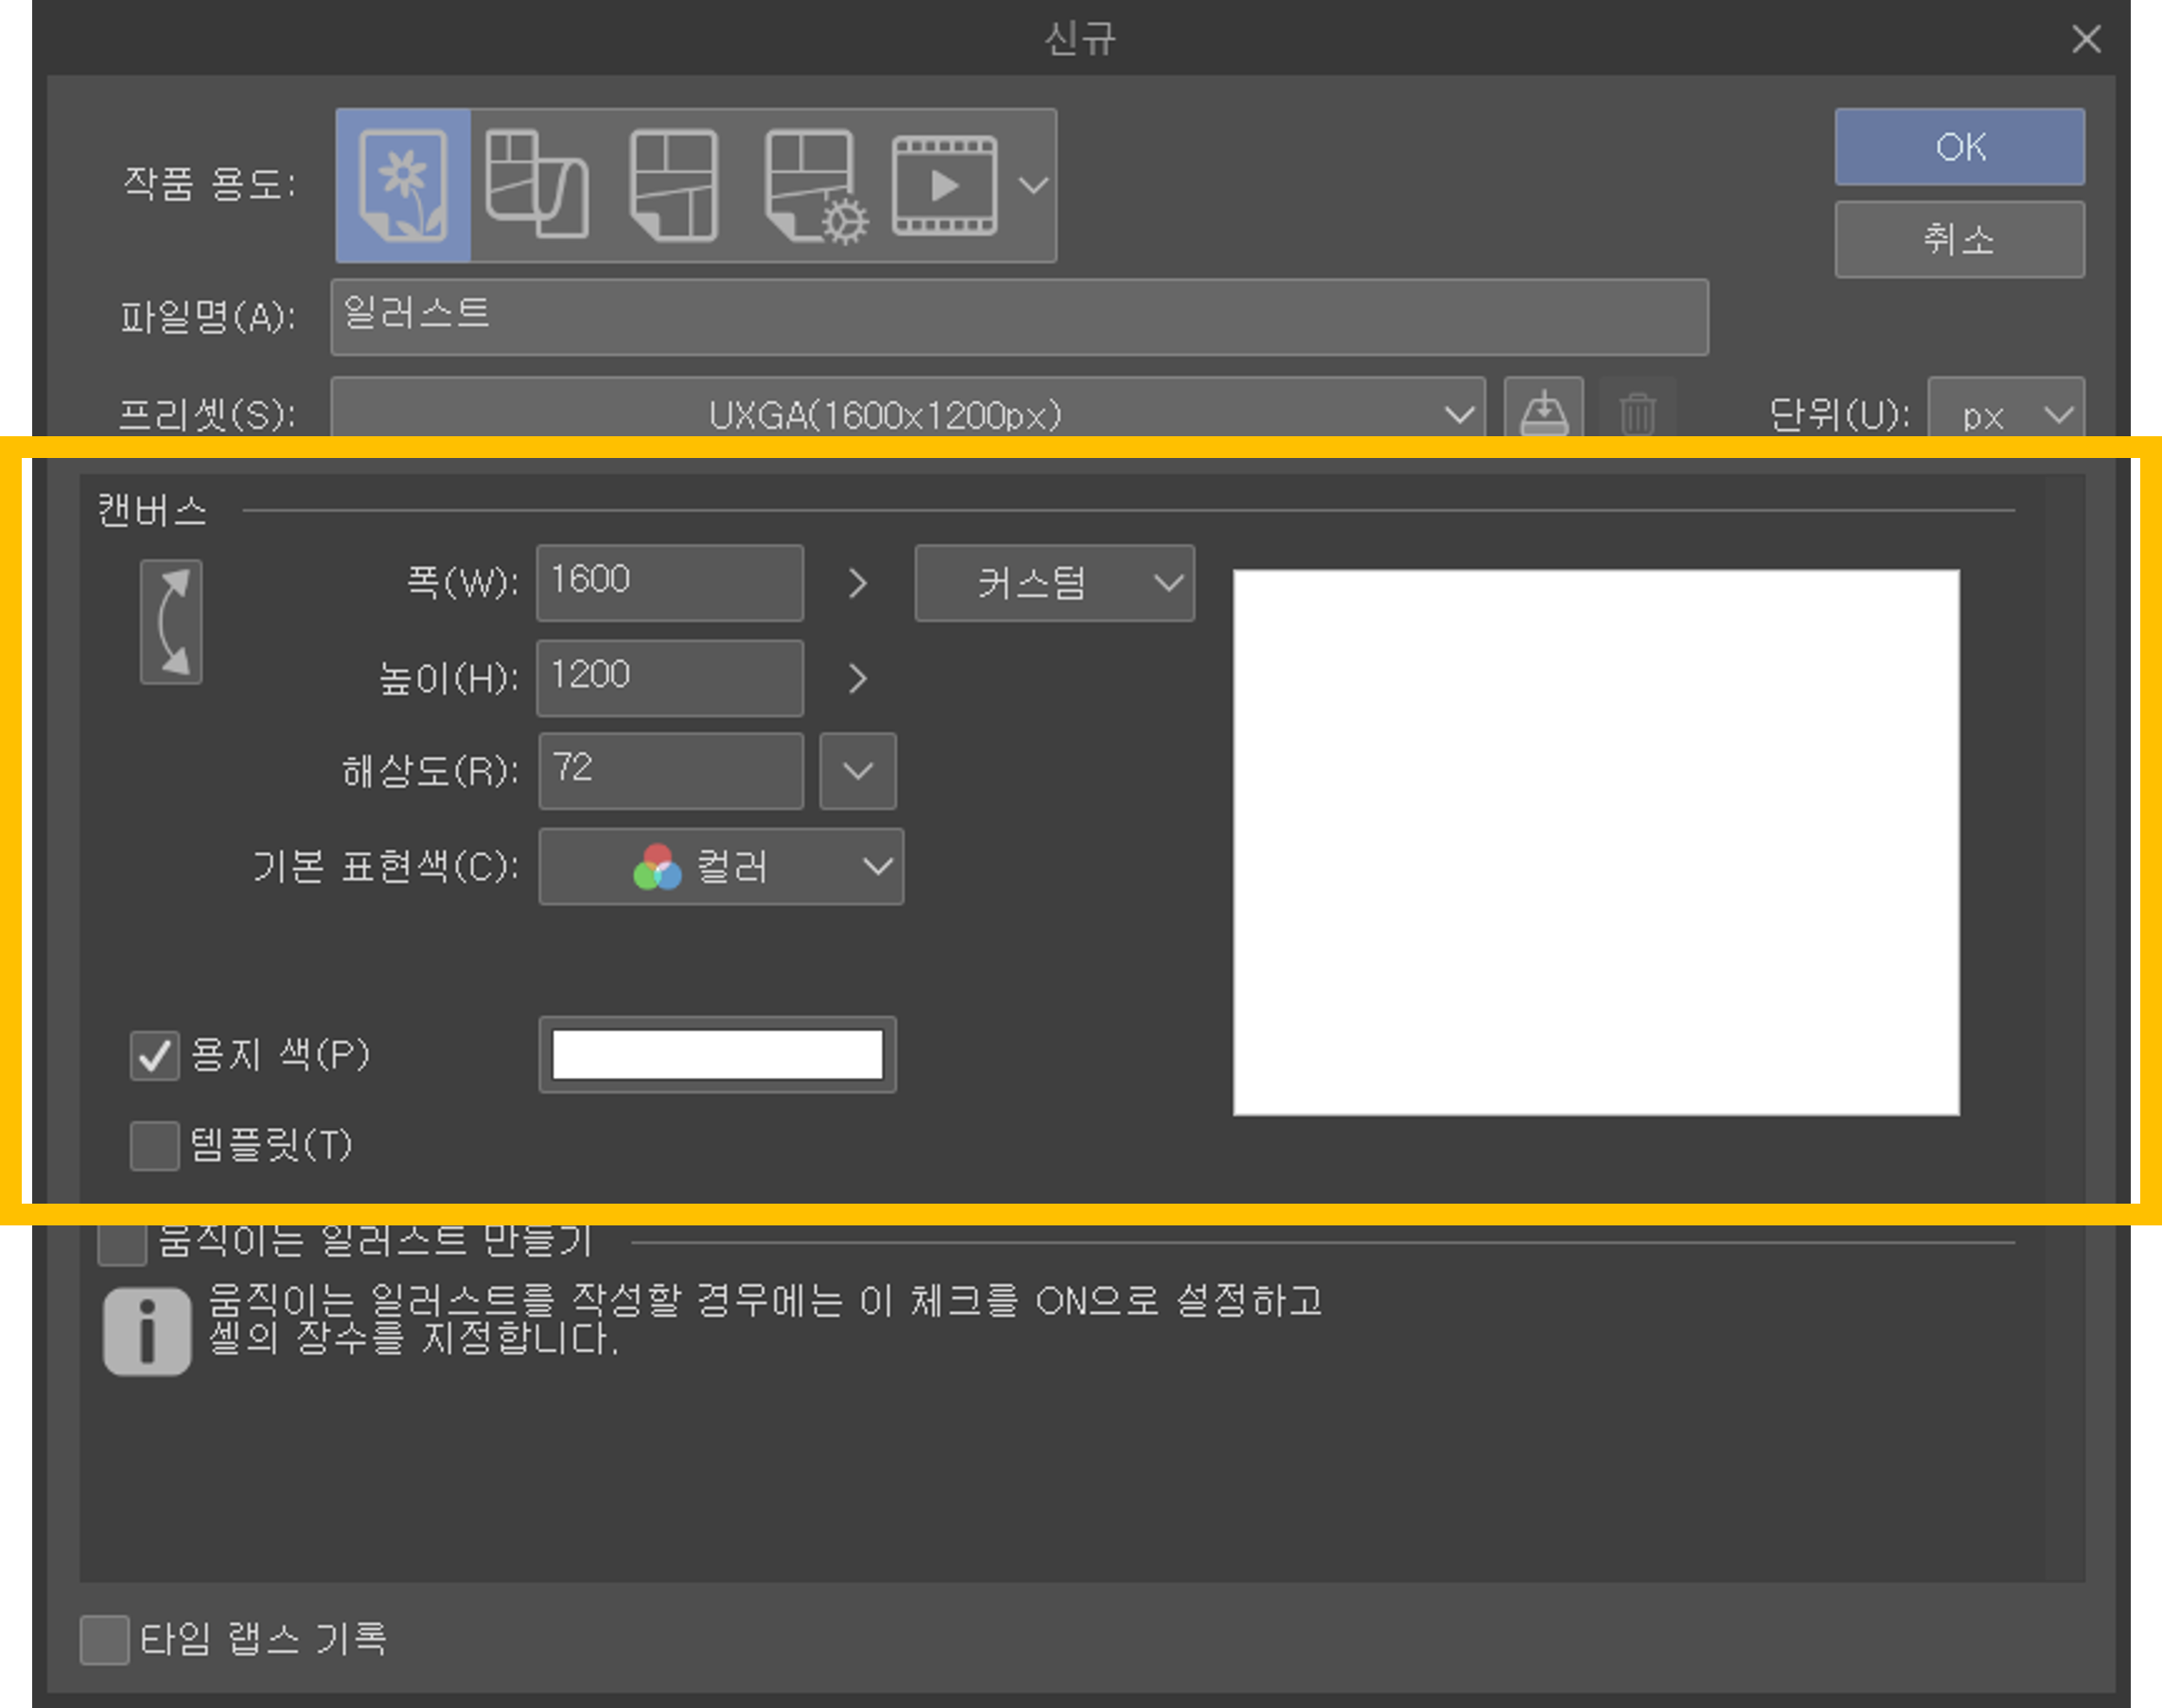 신규
작품 용도:
OK
취소
파일명(A): 일러스트
프리셋(S): UXGA(1600x1200px) 단위(U): px
캔버스
폭(W): 1600 커스텀
높이(H): 1200
해상도(R): 72
기본 표현색(C): 컬러
용지 색(P)
템플릿(T)
움직이는 일러스트 만들기
움직이는 일러스트를 작성할 경우에는 이 체크를 ON으로 설정하고
셀의 장수를 지정합니다.
타임 랩스 기록